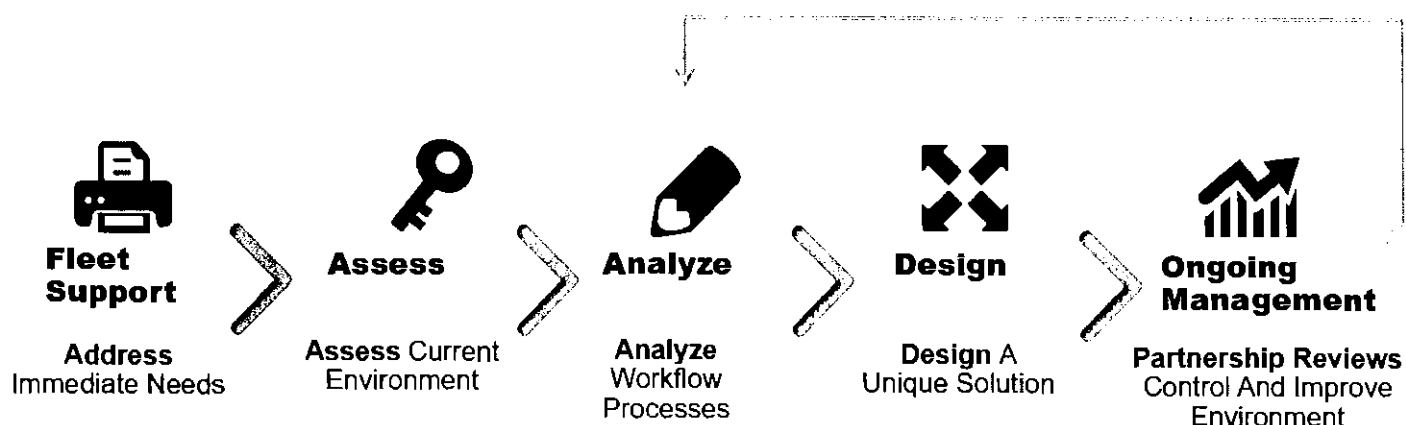 Fleet
Support
Address
Immediate Needs
Assess
Assess Current
Environment
Analyze
Analyze
Workflow
Processes
Design
Design A
Unique Solution
Ongoing
Management
Partnership Reviews
Control And Improve
Environment